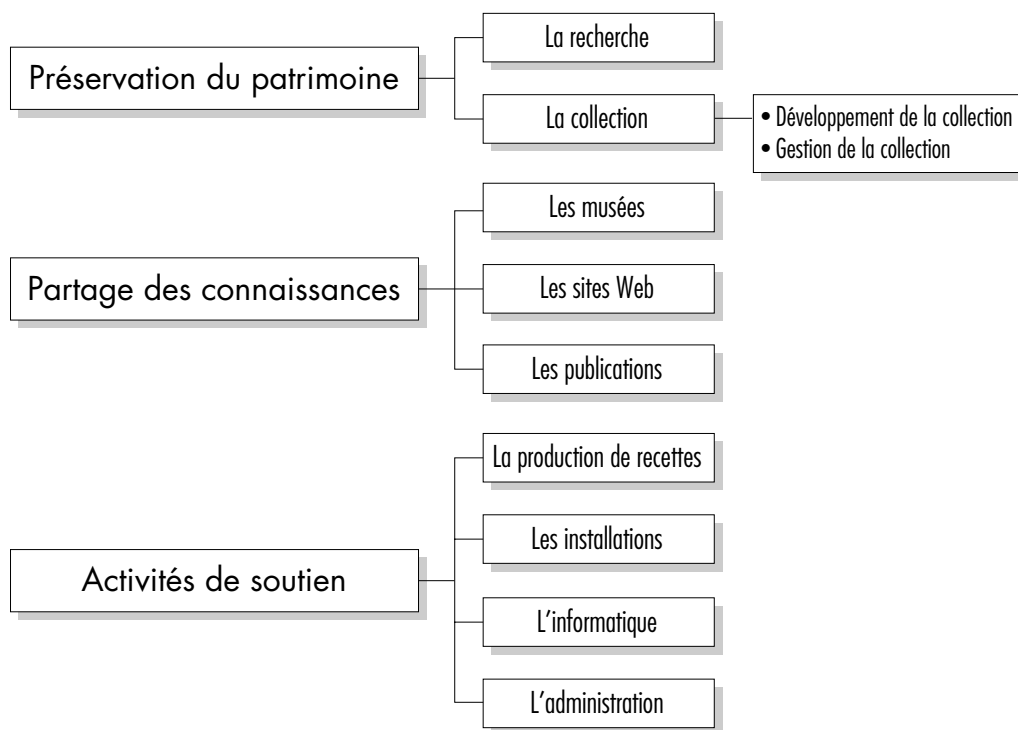 Préservation du patrimoine
La recherche
La collection
• Développement de la collection
• Gestion de la collection
Partage des connaissances
Les musées
Les sites Web
Les publications
Activités de soutien
La production de recettes
Les installations
L’informatique
L’administration